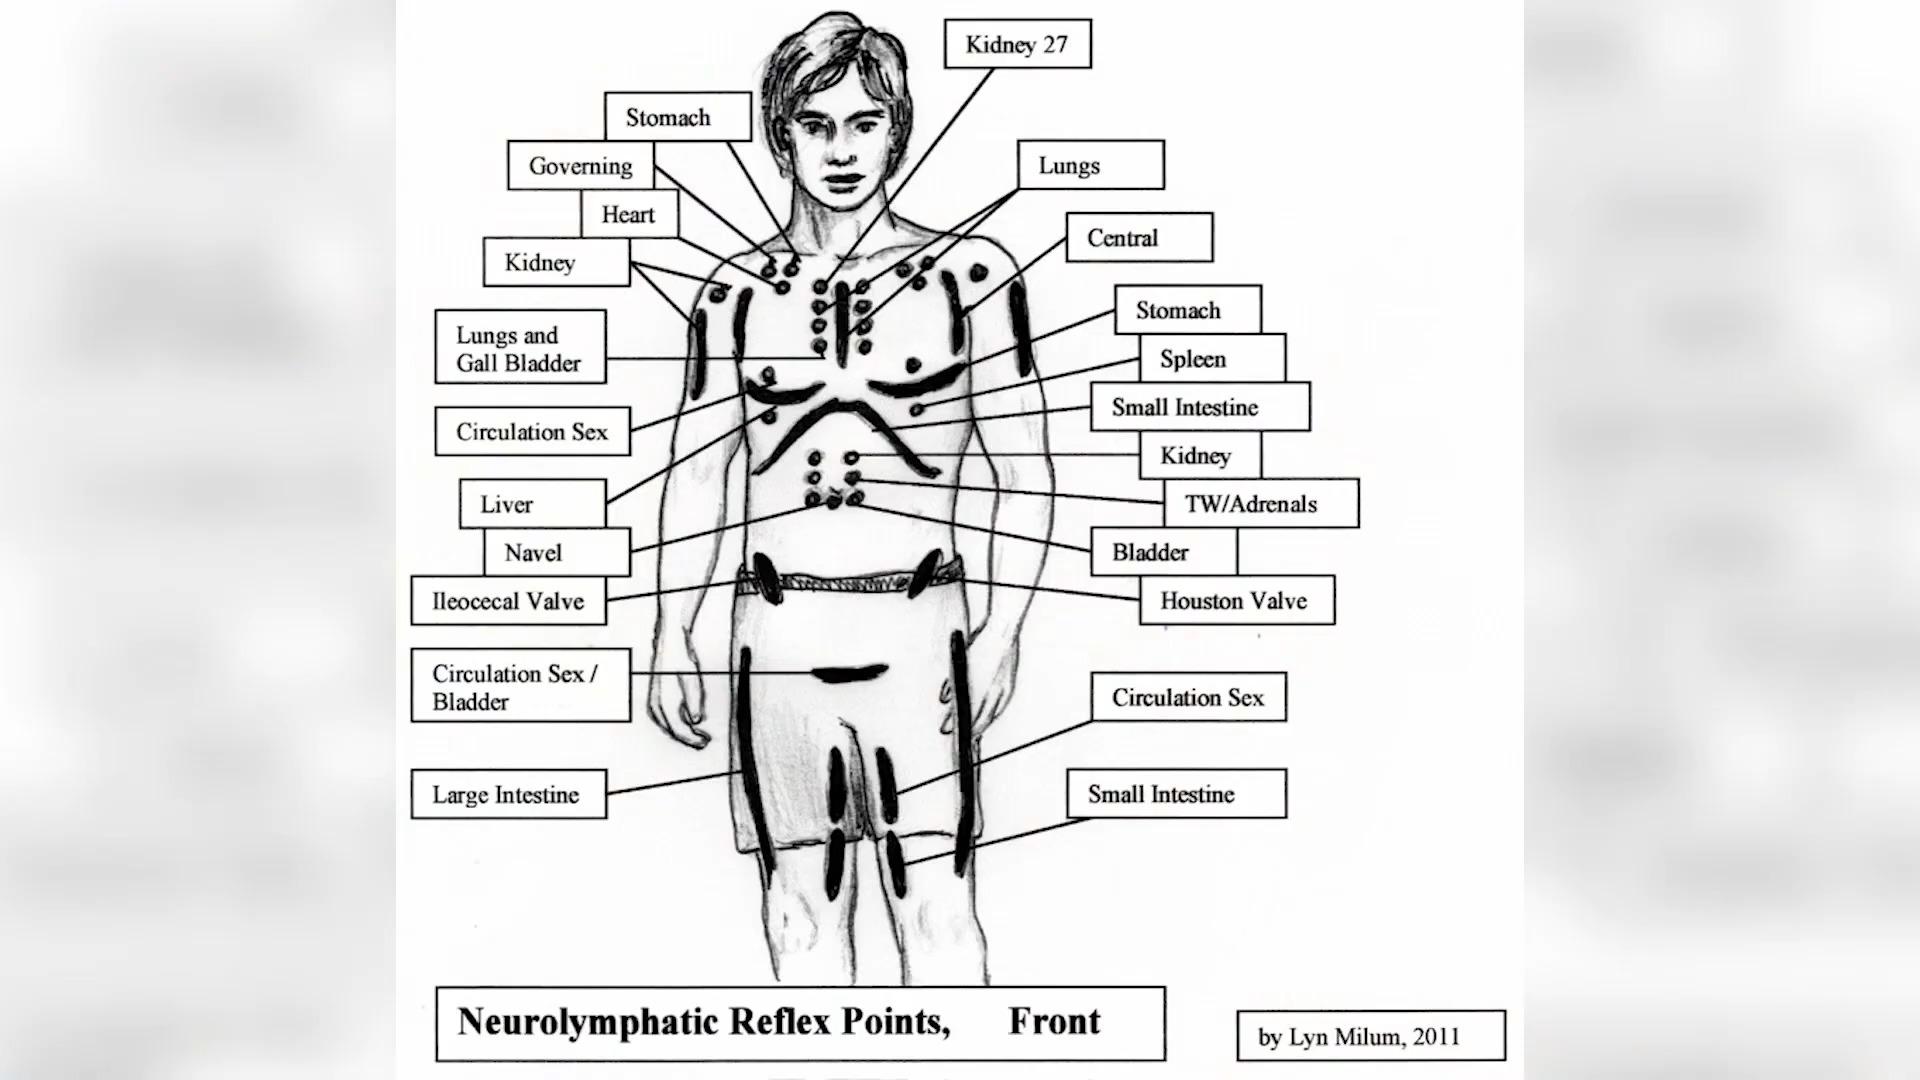 Kidney 27
Stomach
Governing
Heart
Kidney
Lungs and
Gall Bladder
Circulation Sex
Liver
Navel
Ileocecal Valve
Circulation Sex /
Bladder
Large Intestine
Lungs
Central
Stomach
Spleen
Small Intestine
Kidney
TW/Adrenals
Bladder
Houston Valve
Circulation Sex
Small Intestine
Neurolymphatic Reflex Points, Front
by Lyn Milum, 2011